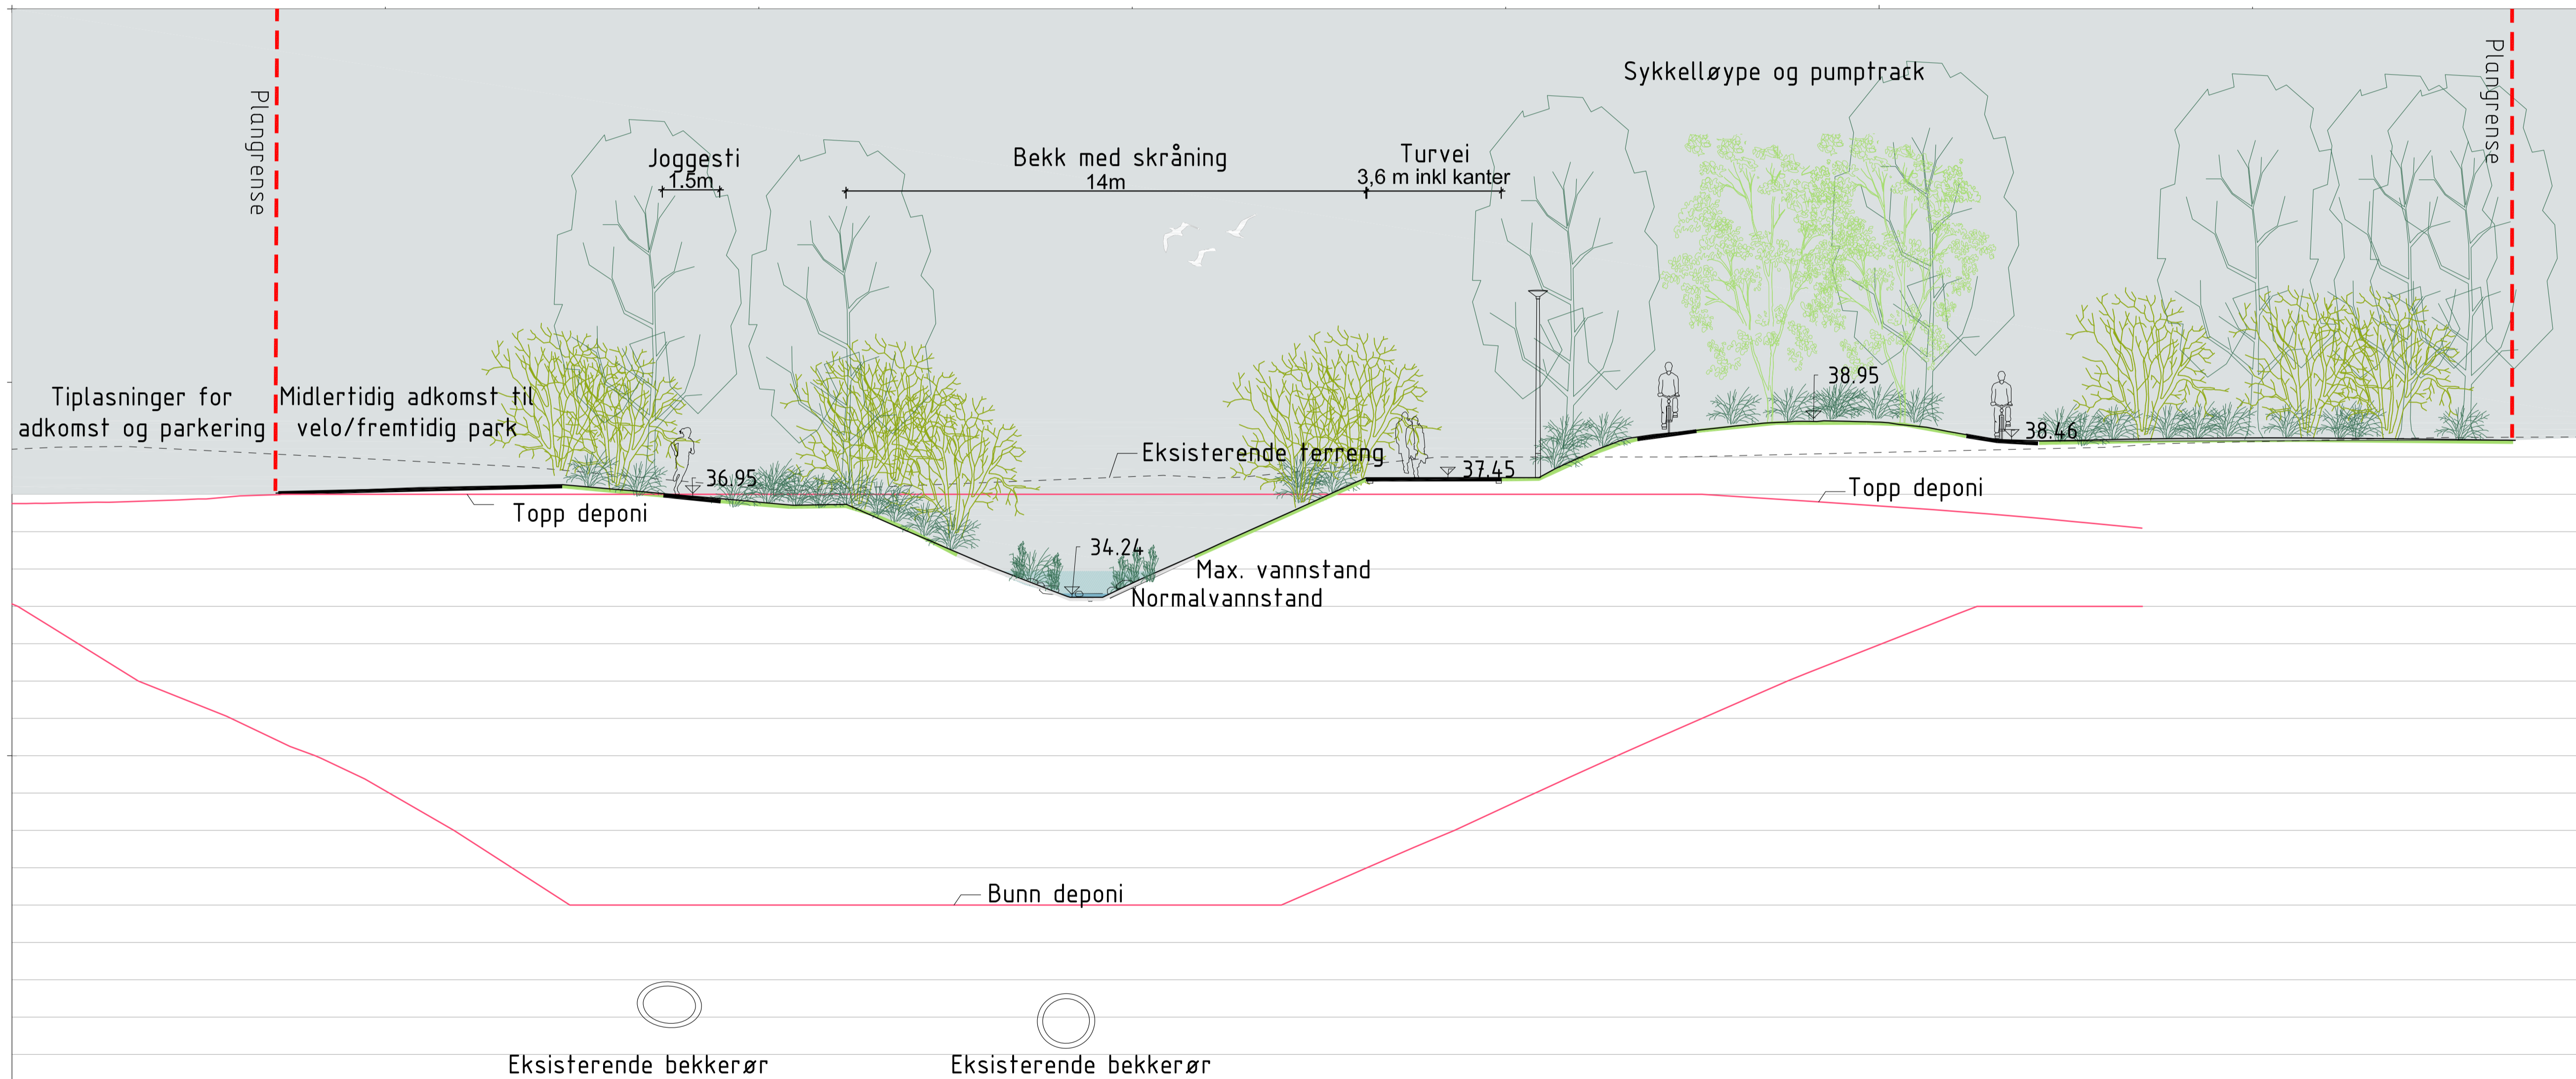 Plangrense
Plangrense
Sykkelløype og pumptrack
Joggesti
1.5m
Bekk med skråning
14m
Turvei
3,6 m inkl kanter
Tiplasninger for
adkomst og parkering
Midlertidig adkomst til
velo/fremtidig park
38.95
38.46
Eksisterende terreng
37.45
36.95
Topp deponi
Topp deponi
34.24
Max. vannstand
Normalvannstand
Bunn deponi
Eksisterende bekkerør
Eksisterende bekkerør